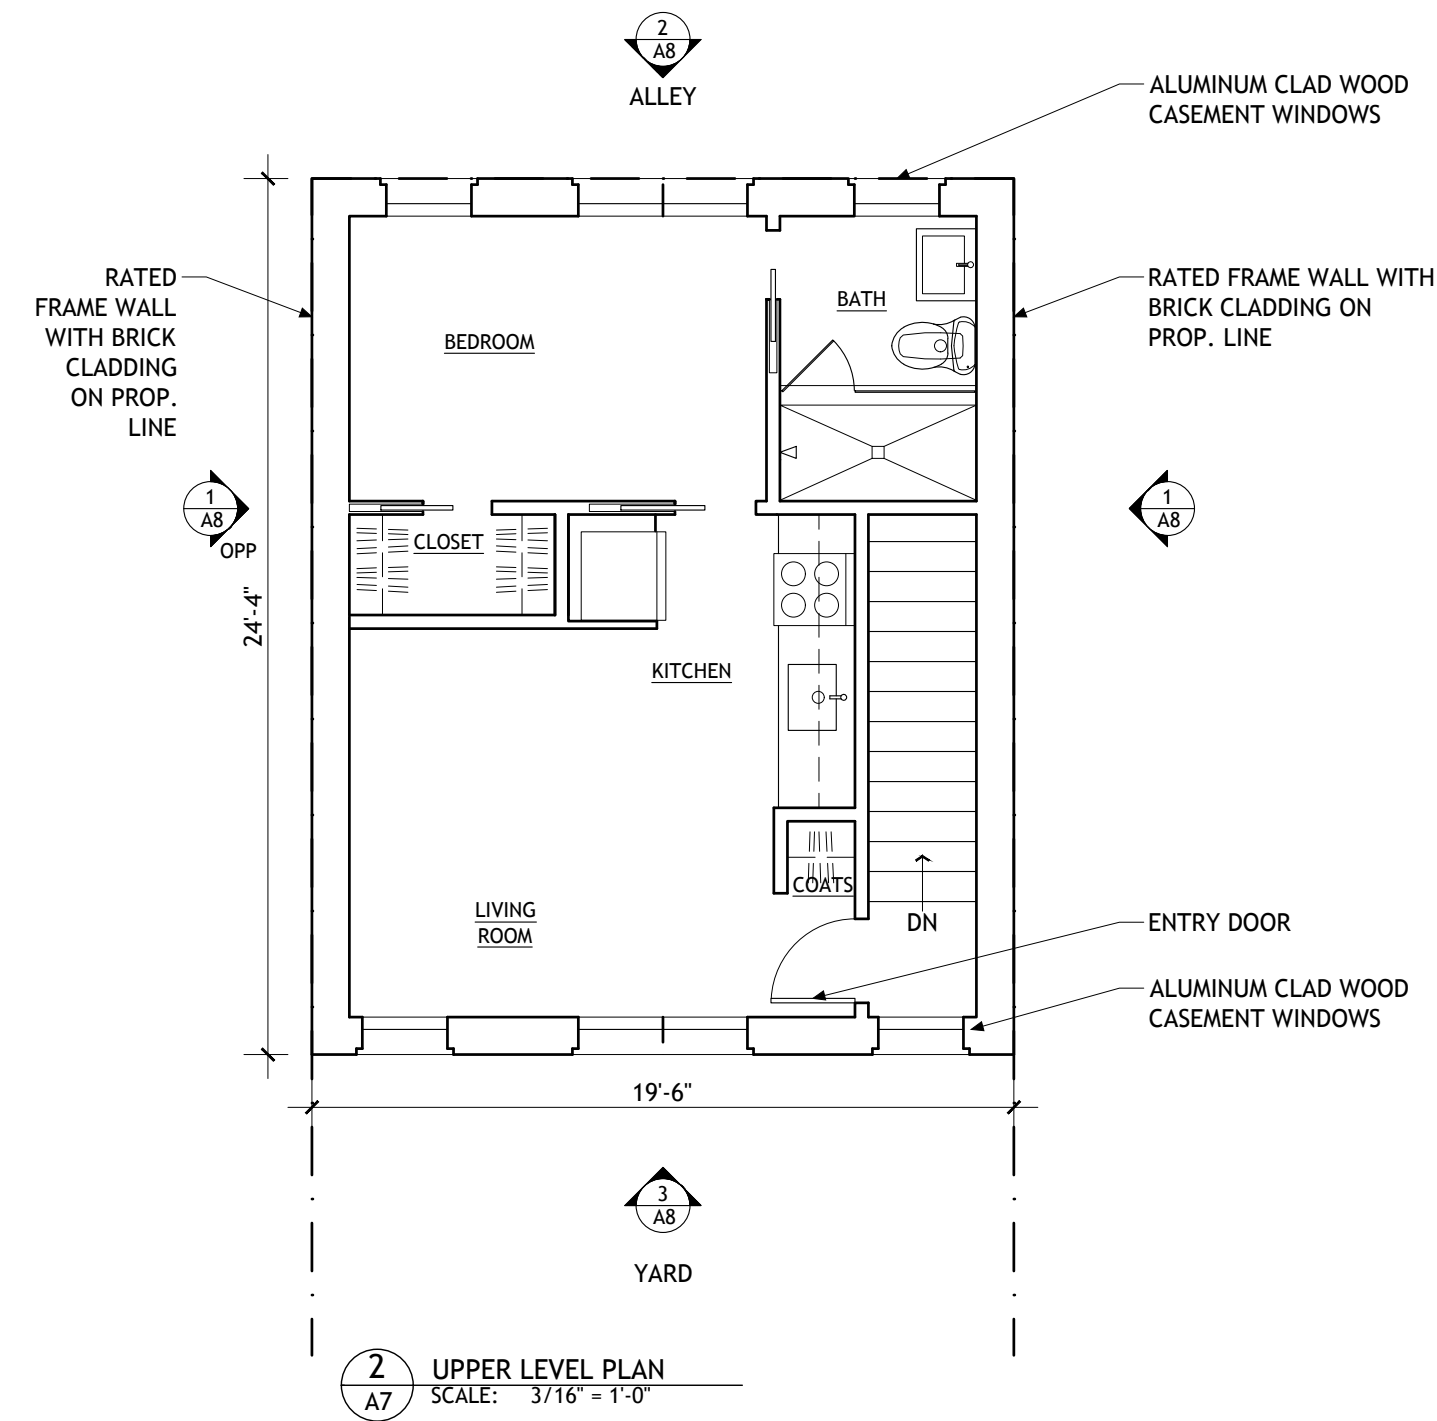 2
A8
ALLEY
ALUMINUM CLAD WOOD
CASEMENT WINDOWS
RATED
FRAME WALL
WITH BRICK
CLADDING
ON PROP.
LINE
RATED FRAME WALL WITH
BRICK CLADDING ON
PROP. LINE
BATH
BEDROOM
1
A8
OPP
CLOSET
1
A8
24'-4"
KITCHEN
COATS
LIVING
ROOM
DN
ENTRY DOOR
ALUMINUM CLAD WOOD
CASEMENT WINDOWS
19'-6"
3
A8
YARD
2
A7
UPPER LEVEL PLAN
SCALE: 3/16" = 1'-0"